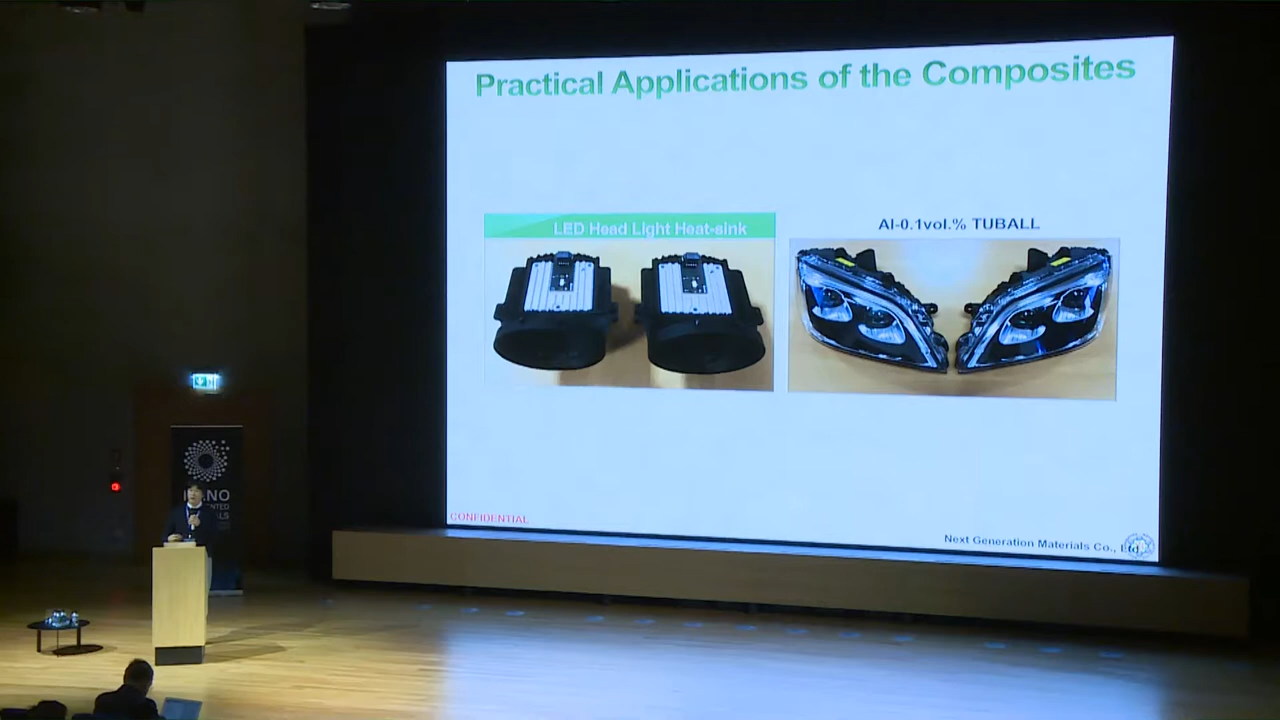 Practical Applications of the Composites
LED Head Light Heat-sink
Al-0.1vol.% TUBALL
CONFIDENTIAL
Next Generation Materials Co., Ltd.